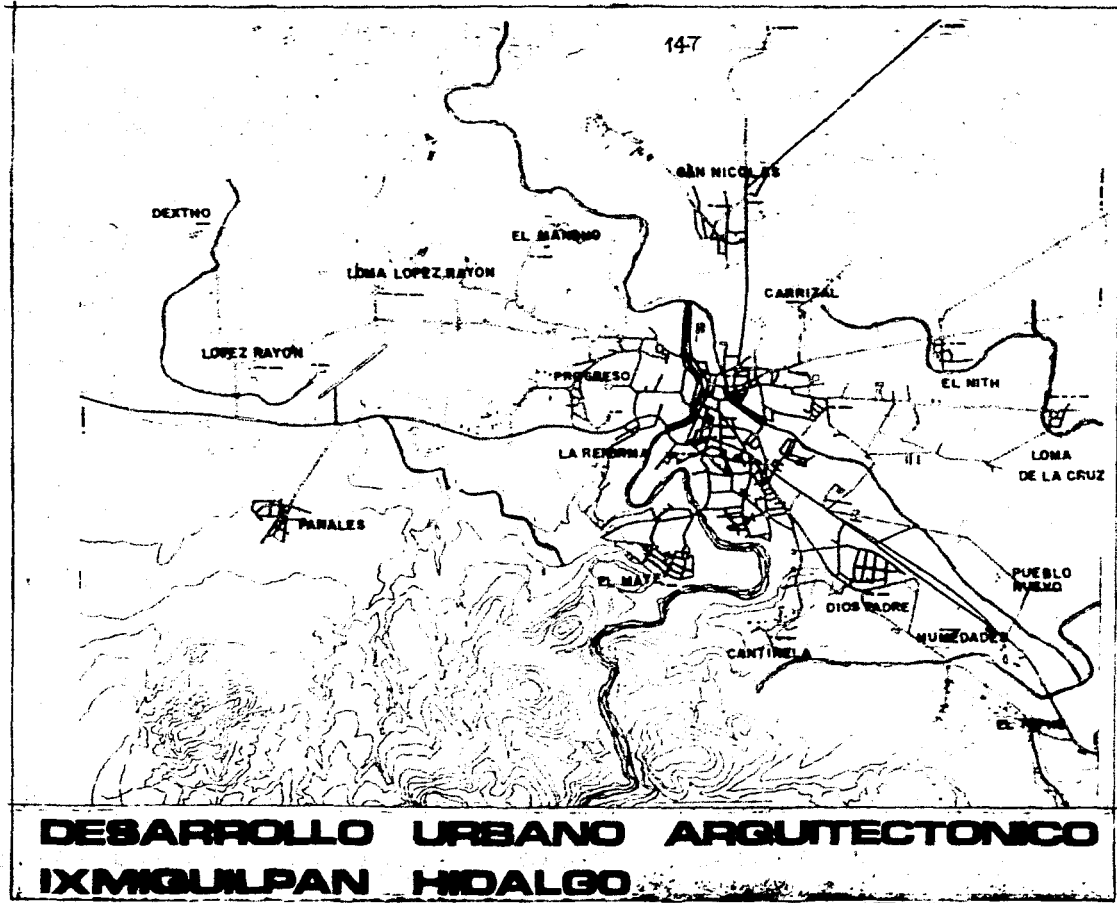 147
SAN NICOLAS
DEXTHO
EL MANDHO
LOMA LOPEZ RAYON
CARRIZAL
LOPEZ RAYON
PROGRESO
EL NITH
LA REFORMA
LOMA
DE LA CRUZ
PANALES
EL MAYE
PUEBLO
NUEVO
DIOS PADRE
HUMEDADES
CANTINELA
DESARROLLO URBANO ARQUITECTONICO
IXMIQUILPAN HIDALGO